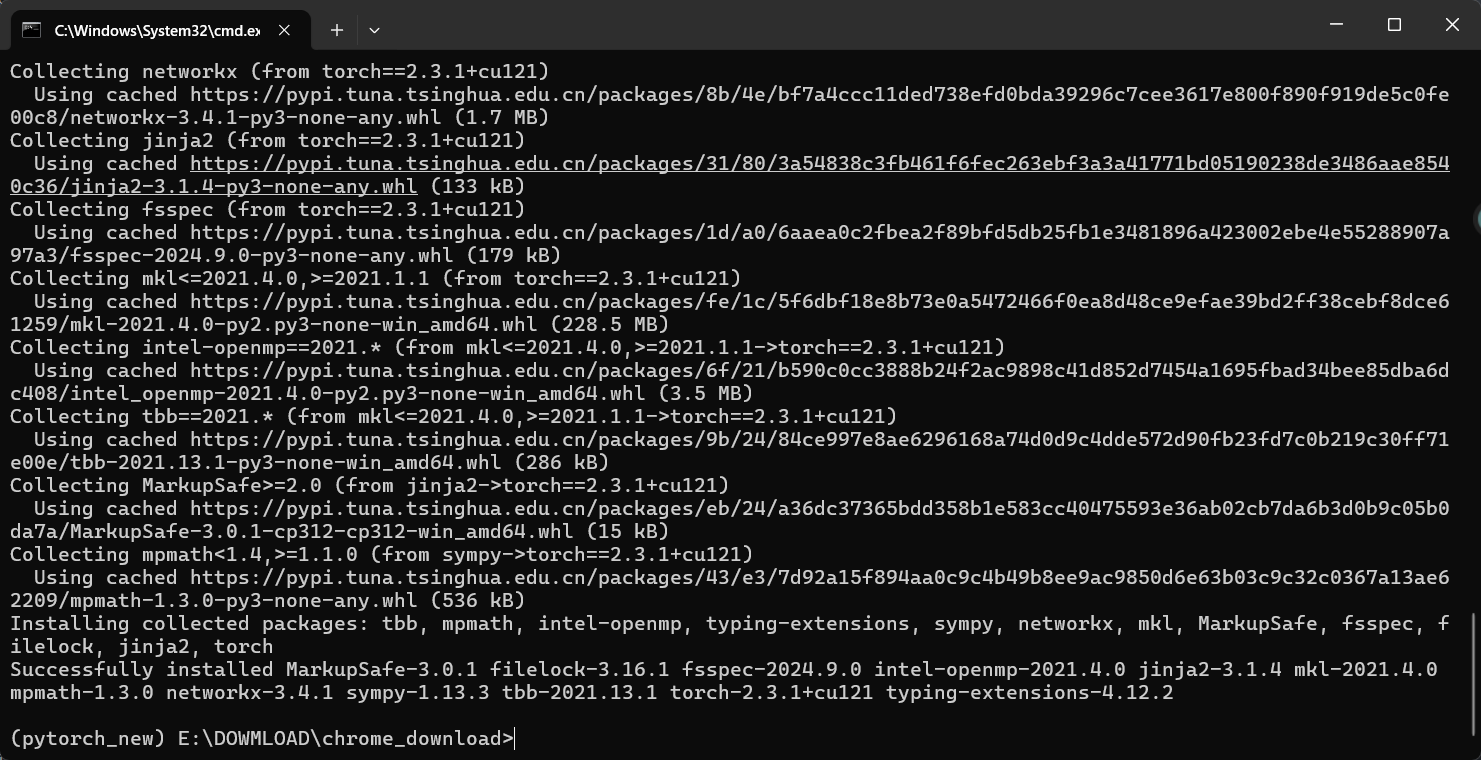 C:\Windows\System32\cmd.ex
Collecting networkx (from torch==2.3.1+cu121)
  Using cached https://pypi.tuna.tsinghua.edu.cn/packages/8b/4e/bf7a4ccc11ded738efd0bda39296c7cee3617e800f890f919de5c0fe
00c8/networkx-3.4.1-py3-none-any.whl (1.7 MB)
Collecting jinja2 (from torch==2.3.1+cu121)
  Using cached https://pypi.tuna.tsinghua.edu.cn/packages/31/80/3a54838c3fb461f6fec263ebf3a3a41771bd05190238de3486aae854
0c36/jinja2-3.1.4-py3-none-any.whl (133 kB)
Collecting fsspec (from torch==2.3.1+cu121)
  Using cached https://pypi.tuna.tsinghua.edu.cn/packages/1d/a0/6aaea0c2fbea2f89bfd5db25fb1e3481896a423002ebe4e55288907a
97a3/fsspec-2024.9.0-py3-none-any.whl (179 kB)
Collecting mkl<=2021.4.0,>=2021.1.1 (from torch==2.3.1+cu121)
  Using cached https://pypi.tuna.tsinghua.edu.cn/packages/fe/1c/5f6dbf18e8b73e0a5472466f0ea8d48ce9efae39bd2ff38cebf8dce6
1259/mkl-2021.4.0-py2.py3-none-win_amd64.whl (228.5 MB)
Collecting intel-openmp==2021.* (from mkl<=2021.4.0,>=2021.1.1->torch==2.3.1+cu121)
  Using cached https://pypi.tuna.tsinghua.edu.cn/packages/6f/21/b590c0cc3888b24f2ac9898c41d852d7454a1695fbad34bee85dba6d
c408/intel_openmp-2021.4.0-py2.py3-none-win_amd64.whl (3.5 MB)
Collecting tbb==2021.* (from mkl<=2021.4.0,>=2021.1.1->torch==2.3.1+cu121)
  Using cached https://pypi.tuna.tsinghua.edu.cn/packages/9b/24/84ce997e8ae6296168a74d0d9c4dde572d90fb23fd7c0b219c30ff71
e00e/tbb-2021.13.1-py3-none-win_amd64.whl (286 kB)
Collecting MarkupSafe>=2.0 (from jinja2->torch==2.3.1+cu121)
  Using cached https://pypi.tuna.tsinghua.edu.cn/packages/eb/24/a36dc37365bdd358b1e583cc40475593e36ab02cb7da6b3d0b9c05b0
da7a/MarkupSafe-3.0.1-cp312-cp312-win_amd64.whl (15 kB)
Collecting mpmath<1.4,>=1.1.0 (from sympy->torch==2.3.1+cu121)
  Using cached https://pypi.tuna.tsinghua.edu.cn/packages/43/e3/7d92a15f894aa0c9c4b49b8ee9ac9850d6e63b03c9c32c0367a13ae6
2209/mpmath-1.3.0-py3-none-any.whl (536 kB)
Installing collected packages: tbb, mpmath, intel-openmp, typing-extensions, sympy, networkx, mkl, MarkupSafe, fsspec, f
ilelock, jinja2, torch
Successfully installed MarkupSafe-3.0.1 filelock-3.16.1 fsspec-2024.9.0 intel-openmp-2021.4.0 jinja2-3.1.4 mkl-2021.4.0
mpmath-1.3.0 networkx-3.4.1 sympy-1.13.3 tbb-2021.13.1 torch-2.3.1+cu121 typing-extensions-4.12.2
(pytorch_new) E:\DOWMLOAD\chrome_download>